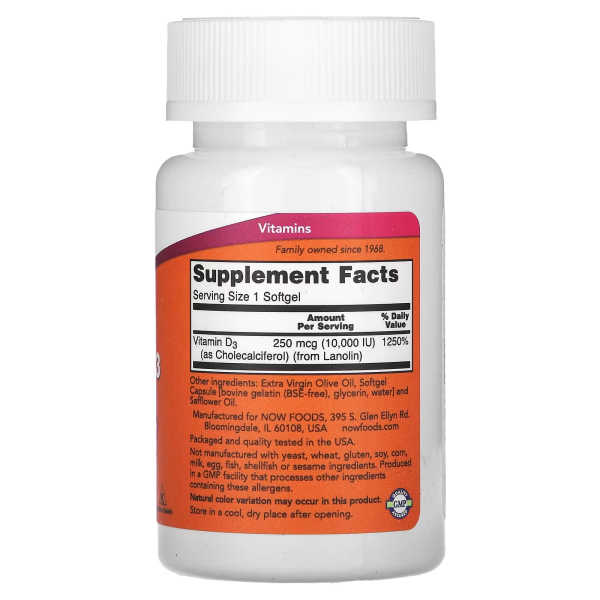 Vitamins
Family owned since 1968.
Supplement Facts
Serving Size 1 Softgel
Amount Per Serving % Daily Value
Vitamin D3 250 mcg (10,000 IU) 1250%
(as Cholecalciferol) (from Lanolin)
Other ingredients: Extra Virgin Olive Oil, Softgel
Capsule [bovine gelatin (BSE-free), glycerin, water] and
Safflower Oil.
Manufactured for NOW FOODS, 395 S. Glen Ellyn Rd.
Bloomingdale, IL 60108, USA nowfoods.com
Packaged and quality tested in the USA.
Not manufactured with yeast, wheat, gluten, soy, corn,
milk, egg, fish, shellfish or sesame ingredients. Produced
in a GMP facility that processes other ingredients
containing these allergens.
Natural color variation may occur in this product.
Store in a cool, dry place after opening.
GMP
3